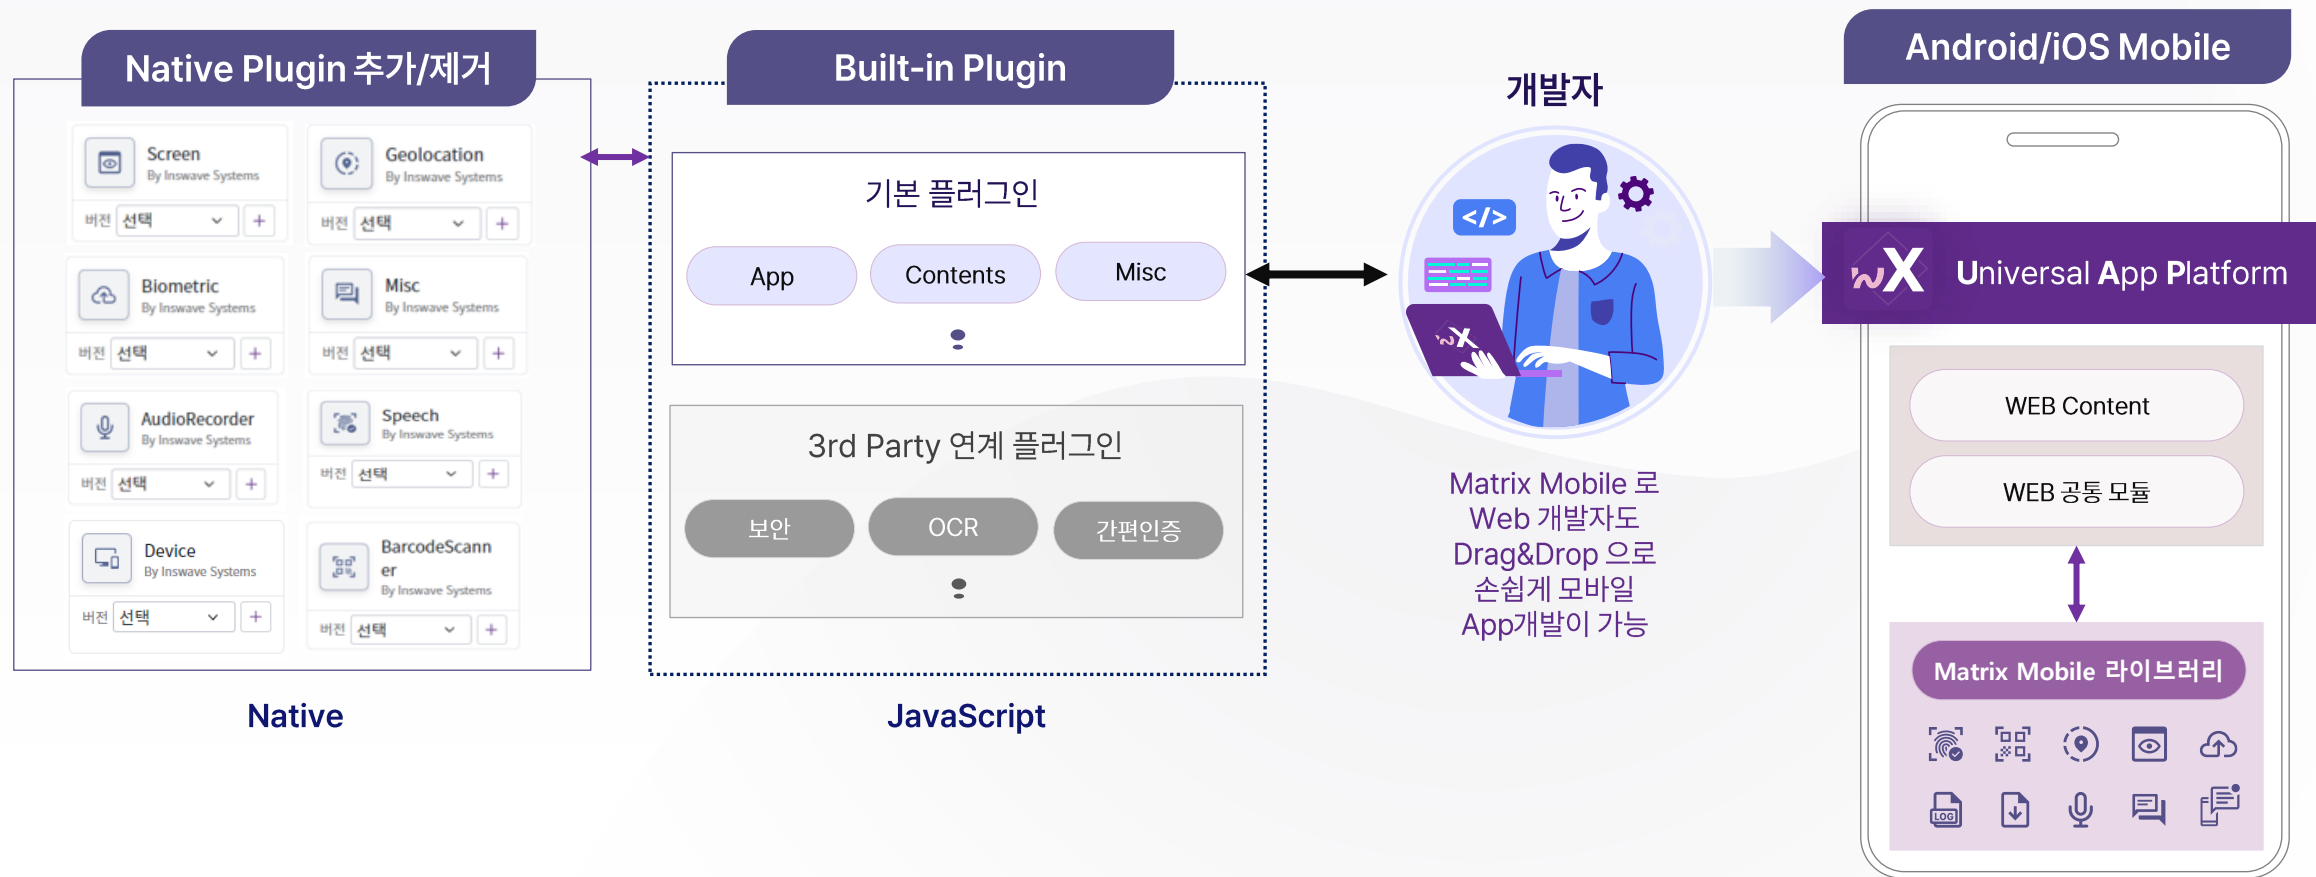 Native Plugin 추가/제거
Screen
By Inswave Systems
버전 선택 +
Geolocation
By Inswave Systems
버전 선택 +
Biometric
By Inswave Systems
버전 선택 +
Misc
By Inswave Systems
버전 선택 +
AudioRecorder
By Inswave Systems
버전 선택 +
Speech
By Inswave Systems
버전 선택 +
Device
By Inswave Systems
버전 선택 +
BarcodeScann
er
By Inswave Systems
버전 선택 +
Native
Built-in Plugin
기본 플러그인
App
Contents
Misc
3rd Party 연계 플러그인
보안
OCR
간편인증
JavaScript
개발자
</>
wX
Matrix Mobile 로
Web 개발자도
Drag&Drop 으로
손쉽게 모바일
App개발이 가능
Android/iOS Mobile
wX Universal App Platform
WEB Content
WEB 공통 모듈
Matrix Mobile 라이브러리
LOG